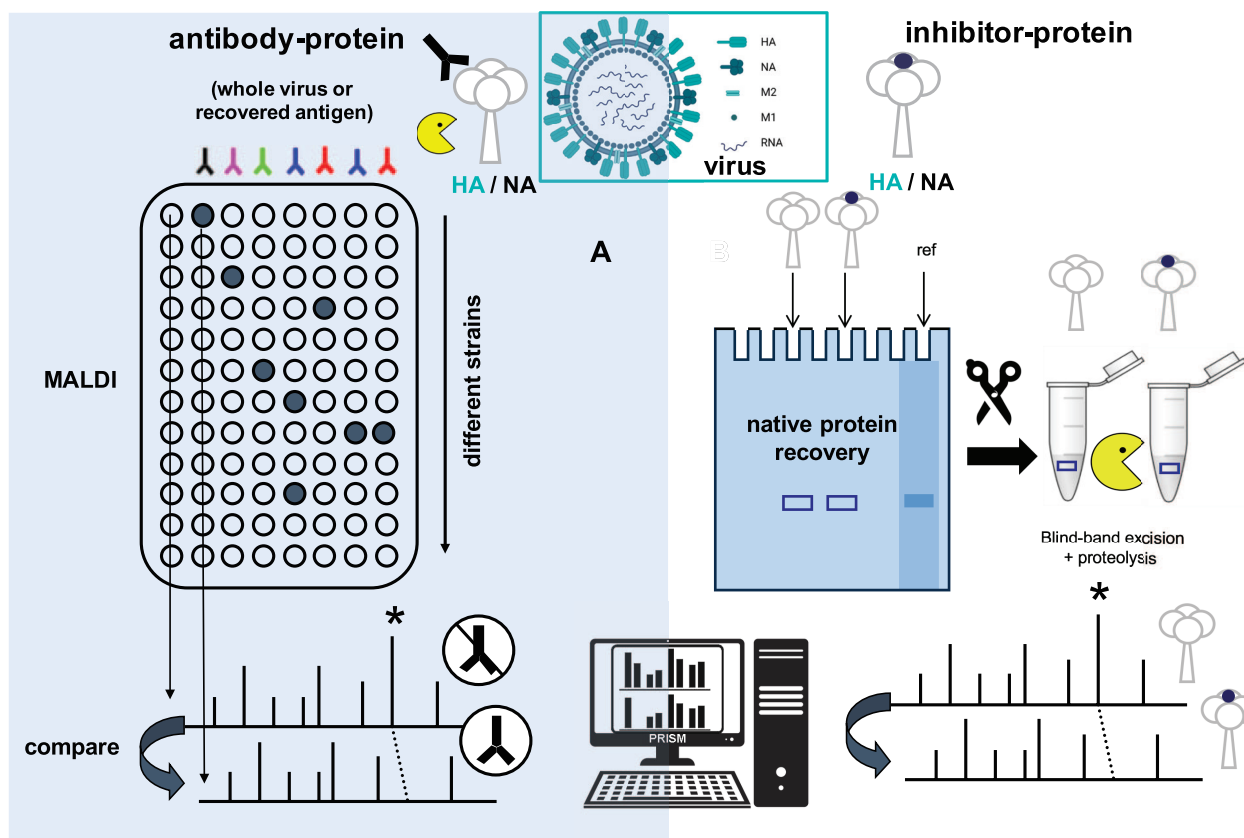 antibody-protein
(whole virus or
recovered antigen)
HA / NA
HA
NA
M2
M1
RNA
virus
inhibitor-protein
HA / NA
A
B
ref
MALDI
different strains
native protein
recovery
Blind-band excision
+ proteolysis
*
*
compare
PRISM